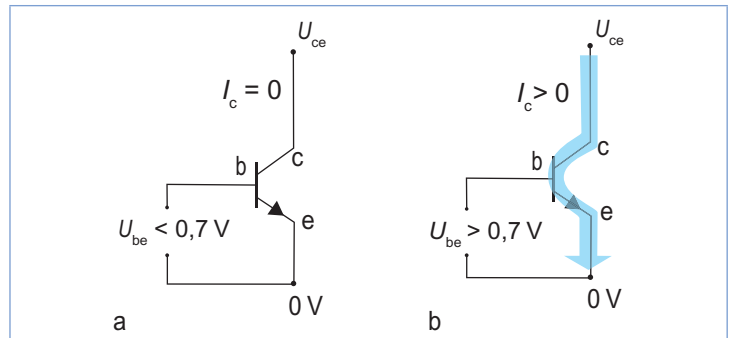 U_ce
I_c = 0
b
c
U_be < 0,7 V
e
0 V
a
U_ce
I_c > 0
b
c
U_be > 0,7 V
e
0 V
b